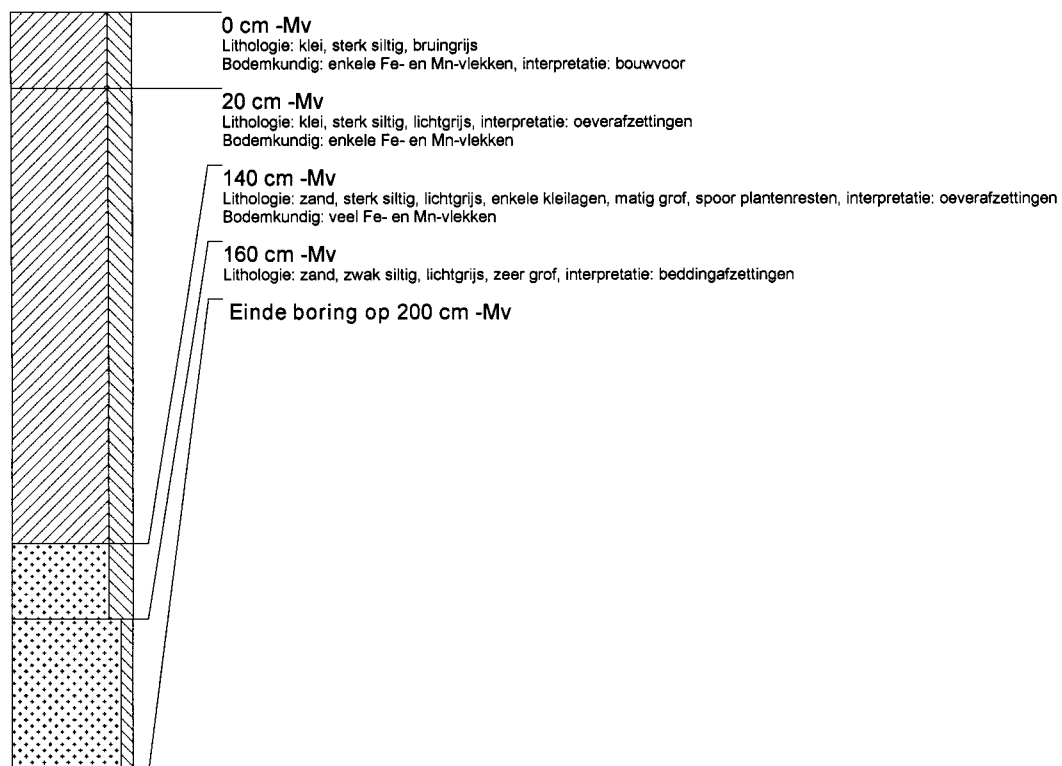 0 cm -Mv
Lithologie: klei, sterk siltig, bruingrijs
Bodemkundig: enkele Fe- en Mn-vlekken, interpretatie: bouwvoor
20 cm -Mv
Lithologie: klei, sterk siltig, lichtgrijs, interpretatie: oeverafzettingen
Bodemkundig: enkele Fe- en Mn-vlekken
140 cm -Mv
Lithologie: zand, sterk siltig, lichtgrijs, enkele kleilagen, matig grof, spoor plantenresten, interpretatie: oeverafzettingen
Bodemkundig: veel Fe- en Mn-vlekken
160 cm -Mv
Lithologie: zand, zwak siltig, lichtgrijs, zeer grof, interpretatie: beddingafzettingen
Einde boring op 200 cm -Mv